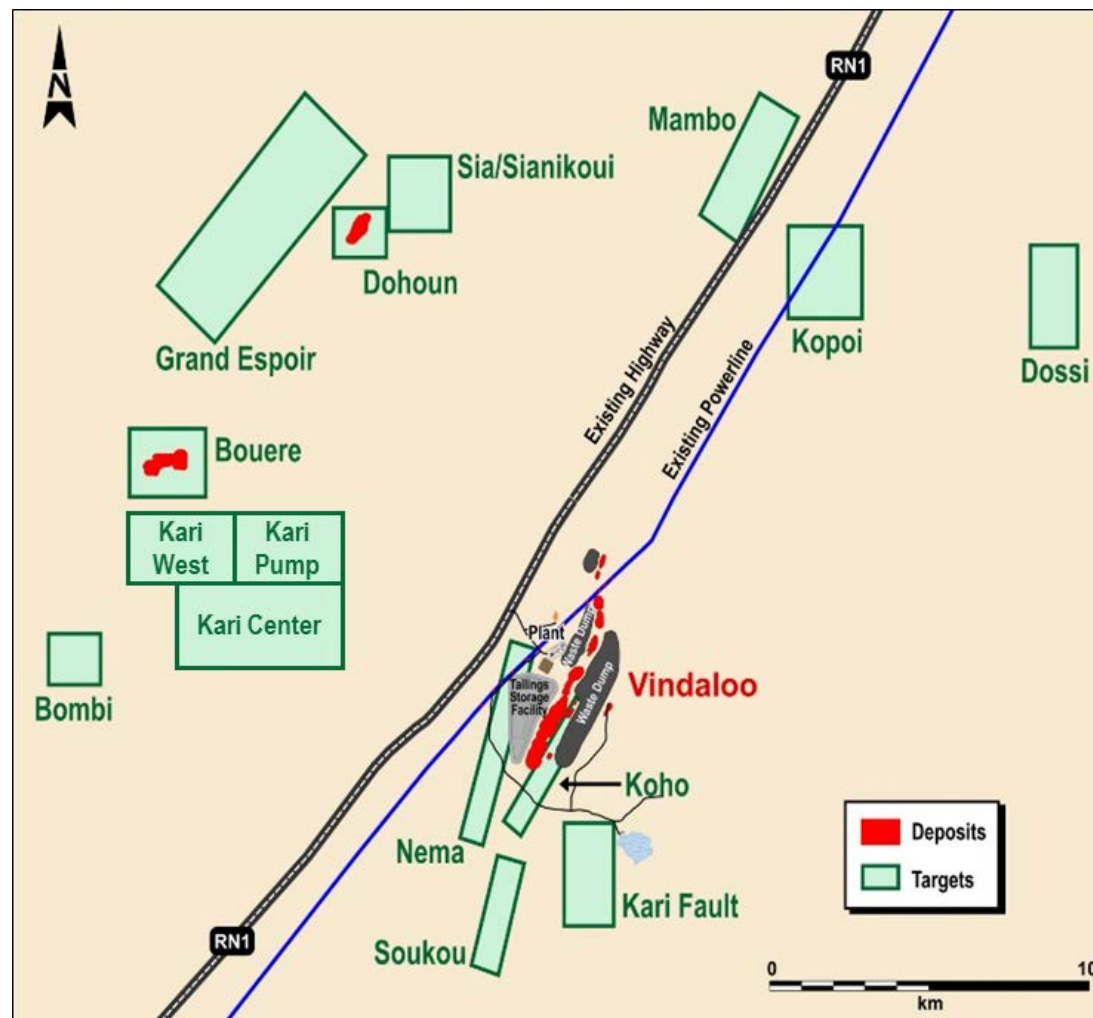 N
RN1
Mambo
Sia/Sianikoui
Dohoun
Grand Espoir
Kopoi
Dossi
Existing Highway
Existing Powerline
Bouere
Kari
West
Kari
Pump
Kari Center
Bombi
Plant
Waste Dump
Tailings
Storage
Facility
Waste Dump
Vindaloo
Koho
Nema
Kari Fault
Soukou
RN1
Deposits
Targets
0
10
km